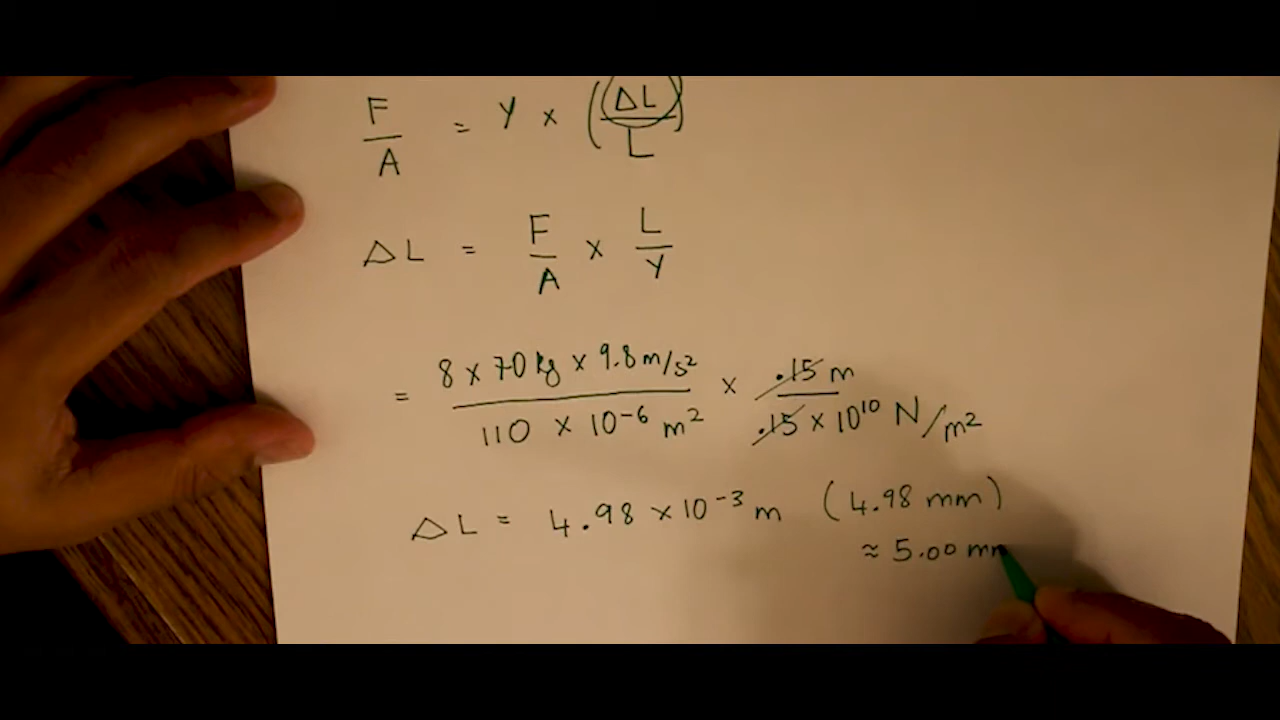 F/A = Y × (ΔL/L)
ΔL = F/A × L/Y
= 8 × 70 kg × 9.8 m/s² / 110 × 10⁻⁶ m² × .15 m / .15 × 10¹⁰ N/m²
ΔL = 4.98 × 10⁻³ m (4.98 mm)
≈ 5.00 mm